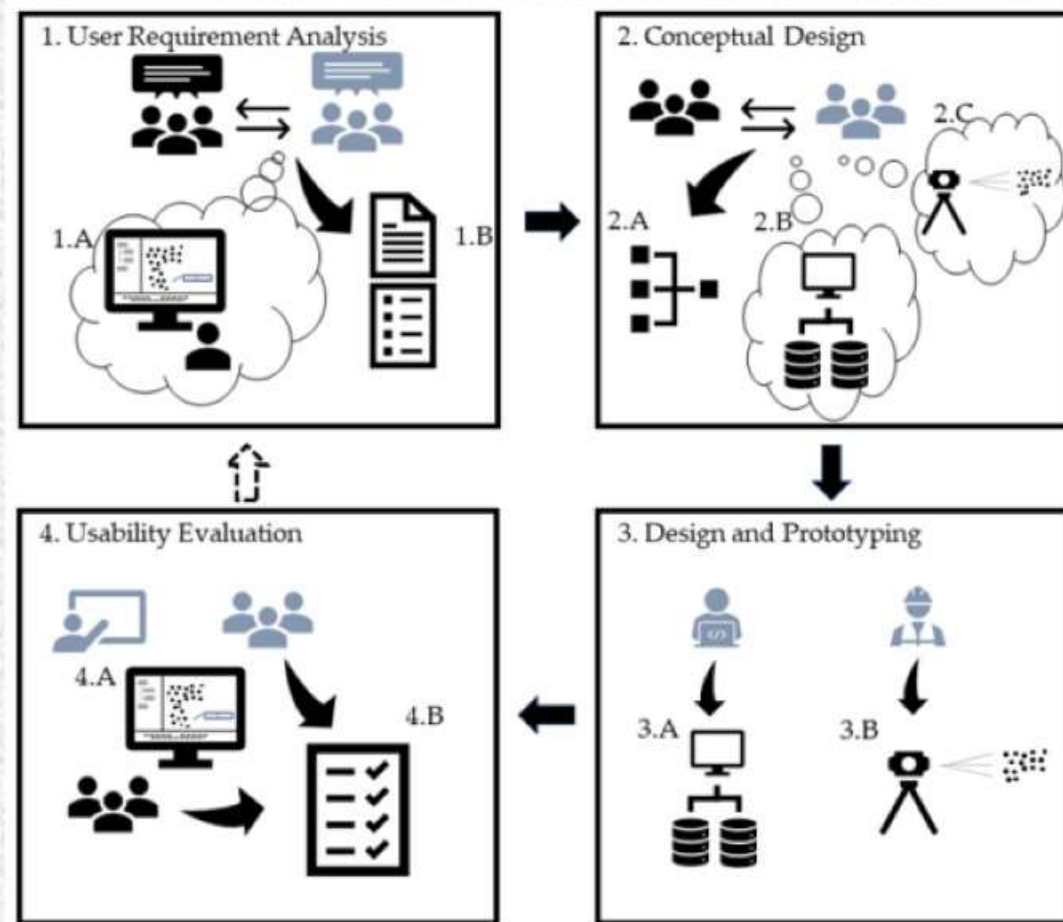 1. User Requirement Analysis
1.A
1.B
2. Conceptual Design
2.C
2.A
2.B
4. Usability Evaluation
4.A
4.B
3. Design and Prototyping
</>
3.A
3.B